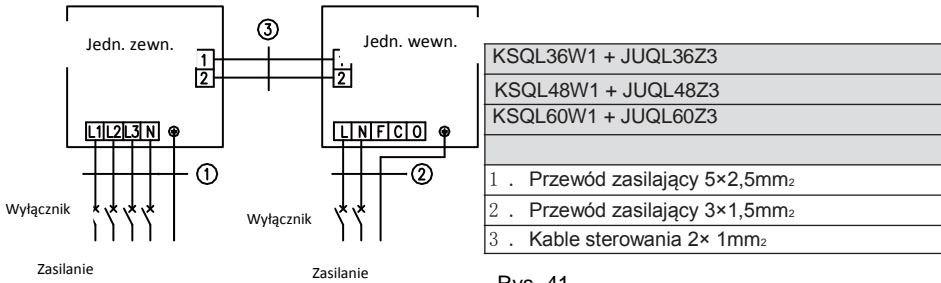 Jedn. zewn.
1
2
L1 L2 L3 N
1
Wyłącznik
Zasilanie
3
Jedn. wewn.
2
L N F C O
2
Wyłącznik
Zasilanie
KSQL36W1 + JUQL36Z3
KSQL48W1 + JUQL48Z3
KSQL60W1 + JUQL60Z3
1 . Przewód zasilający 5×2,5mm2
2 . Przewód zasilający 3×1,5mm2
3 . Kable sterowania 2× 1mm2